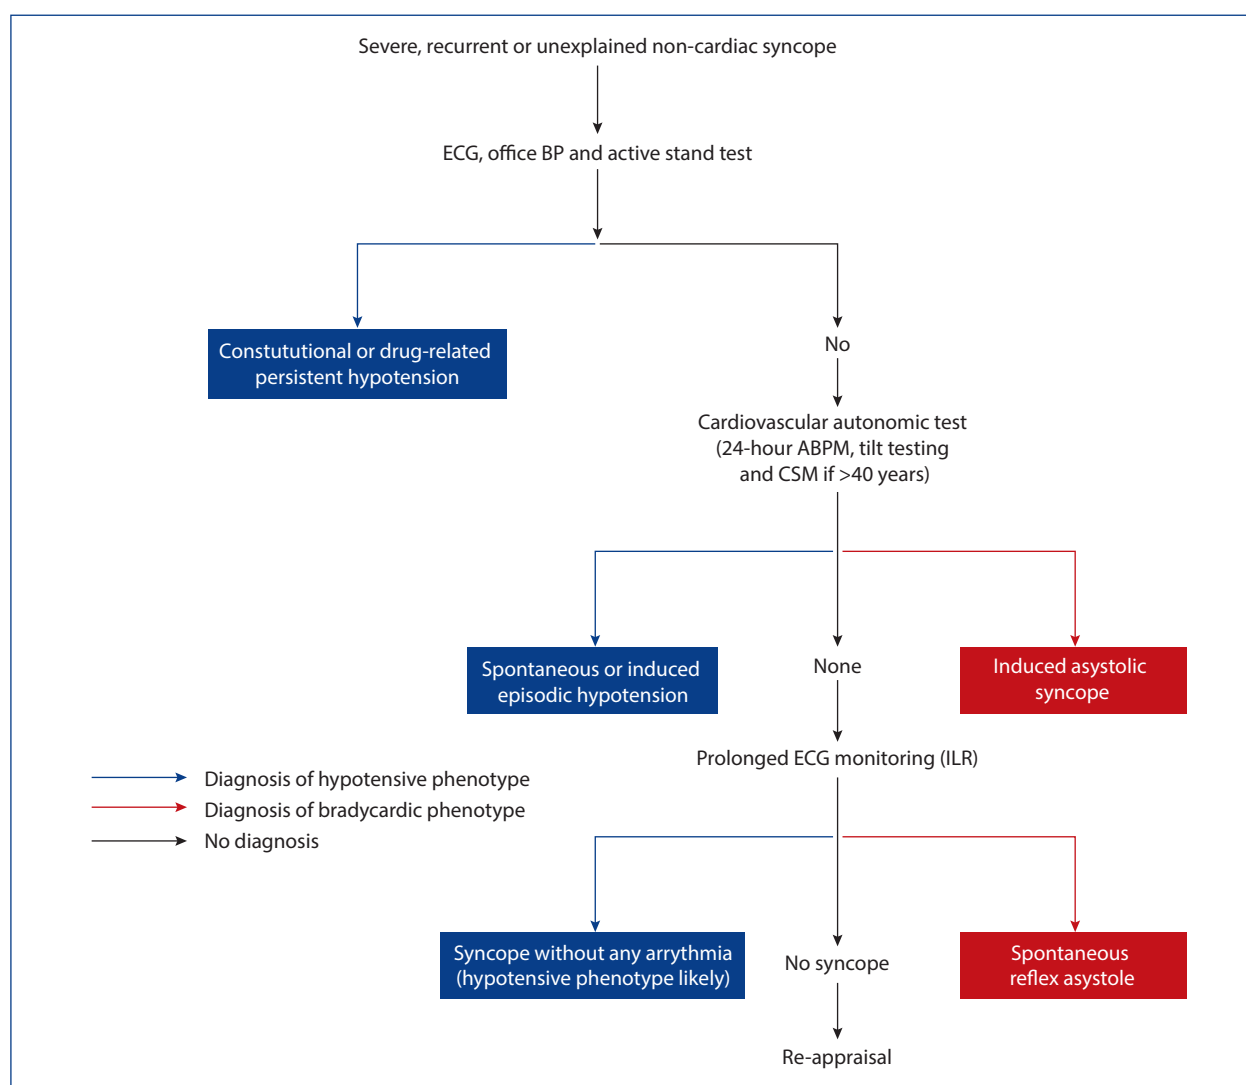 Severe, recurrent or unexplained non-cardiac syncope
ECG, office BP and active stand test
Constututional or drug-related
persistent hypotension
No
Cardiovascular autonomic test
(24-hour ABPM, tilt testing
and CSM if >40 years)
Spontaneous or induced
episodic hypotension
None
Induced asystolic
syncope
Prolonged ECG monitoring (ILR)
Diagnosis of hypotensive phenotype
Diagnosis of bradycardic phenotype
No diagnosis
Syncope without any arrythmia
(hypotensive phenotype likely)
No syncope
Spontaneous
reflex asystole
Re-appraisal